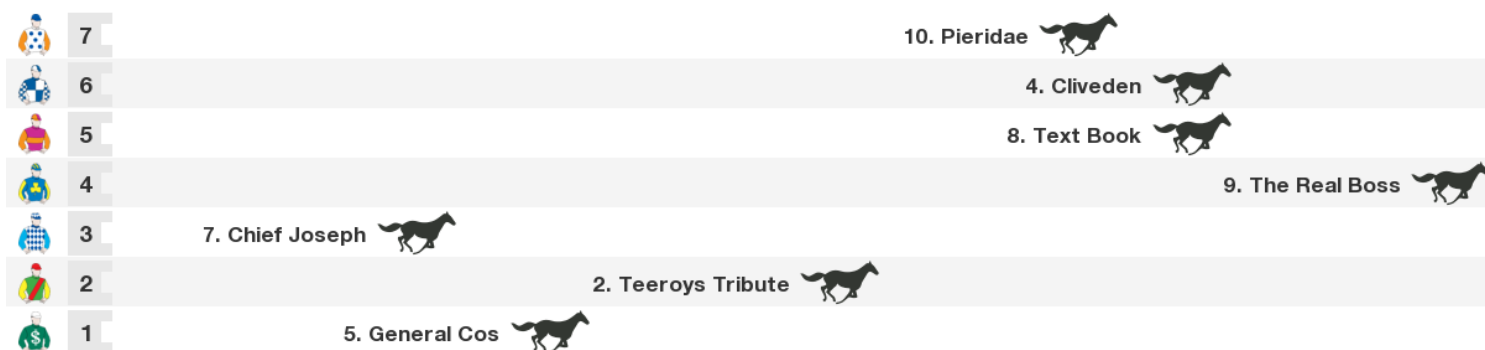 7 10. Pieridae
6 4. Cliveden
5 8. Text Book
4 9. The Real Boss
3 7. Chief Joseph
2 2. Teeroys Tribute
$ 1 5. General Cos